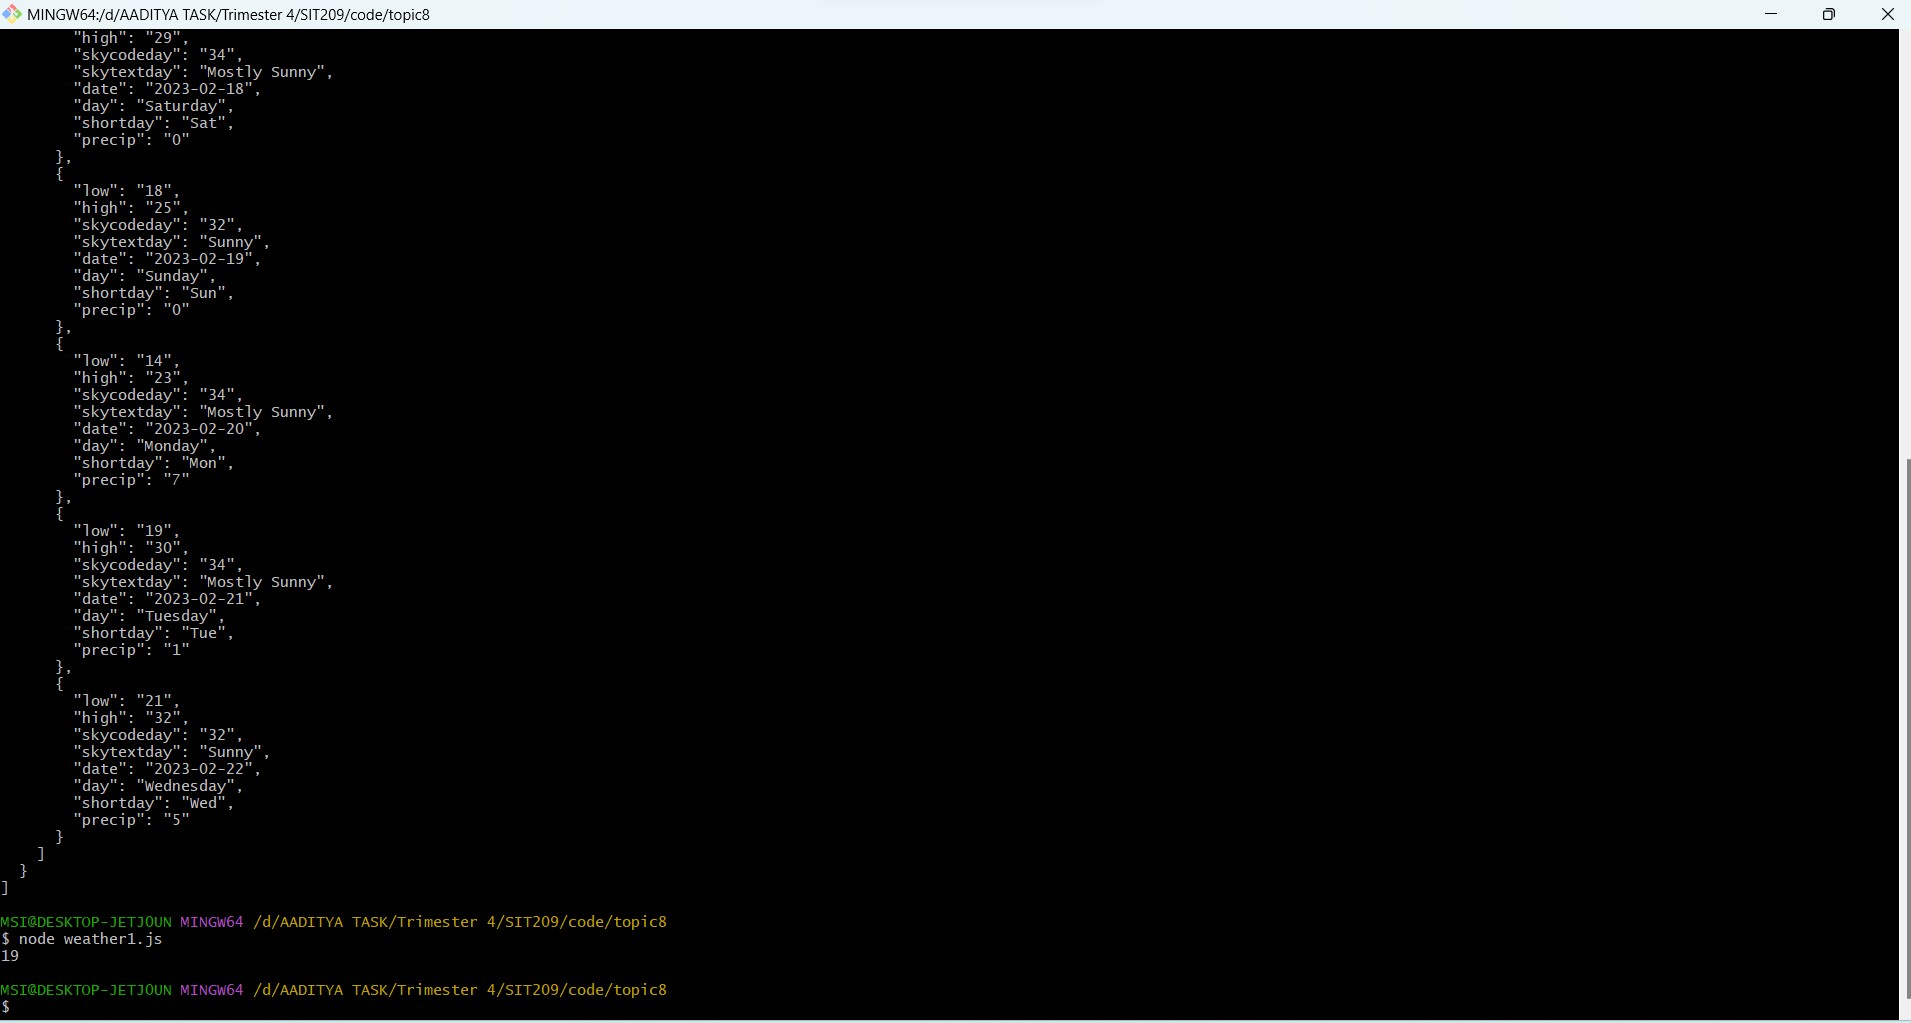 MINGW64:/d/AADITYA TASK/Trimester 4/SIT209/code/topic8
"high": "29",
"skycodeday": "34",
"skytextday": "Mostly Sunny",
"date": "2023-02-18",
"day": "Saturday",
"shortday": "Sat",
"precip": "0"
},
{
"low": "18",
"high": "25",
"skycodeday": "32",
"skytextday": "Sunny",
"date": "2023-02-19",
"day": "Sunday",
"shortday": "Sun",
"precip": "0"
},
{
"low": "14",
"high": "23",
"skycodeday": "34",
"skytextday": "Mostly Sunny",
"date": "2023-02-20",
"day": "Monday",
"shortday": "Mon",
"precip": "7"
},
{
"low": "19",
"high": "30",
"skycodeday": "34",
"skytextday": "Mostly Sunny",
"date": "2023-02-21",
"day": "Tuesday",
"shortday": "Tue",
"precip": "1"
},
{
"low": "21",
"high": "32",
"skycodeday": "32",
"skytextday": "Sunny",
"date": "2023-02-22",
"day": "Wednesday",
"shortday": "Wed",
"precip": "5"
}
]
}
]
MSI@DESKTOP-JETJOUN MINGW64 /d/AADITYA TASK/Trimester 4/SIT209/code/topic8
$ node weather1.js
19
MSI@DESKTOP-JETJOUN MINGW64 /d/AADITYA TASK/Trimester 4/SIT209/code/topic8
$